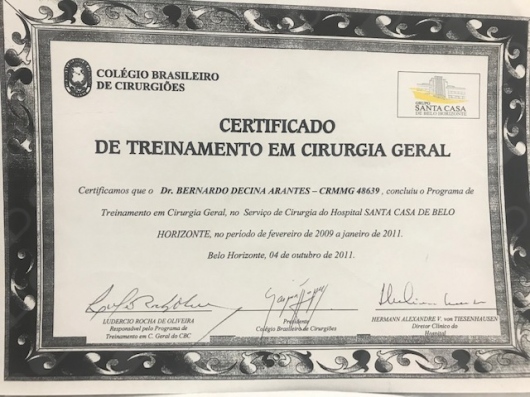 COLÉGIO BRASILEIRO
DE CIRURGIÕES
GRUPO
SANTA CASA
DE BELO HORIZONTE
CERTIFICADO
DE TREINAMENTO EM CIRURGIA GERAL
Certificamos que o Dr. BERNARDO DECINA ARANTES – CRMMG 48639, concluiu o Programa de
Treinamento em Cirurgia Geral, no Serviço de Cirurgia do Hospital SANTA CASA DE BELO
HORIZONTE, no período de fevereiro de 2009 a janeiro de 2011.
Belo Horizonte, 04 de outubro de 2011.
LUDERCIO ROCHA DE OLIVEIRA
Responsável pelo Programa de
Treinamento em C. Geral do CBC
Presidente
Colégio Brasileiro de Cirurgiões
HERMANN ALEXANDRE V. von TIESENHAUSEN
Diretor Clínico do
Hospital